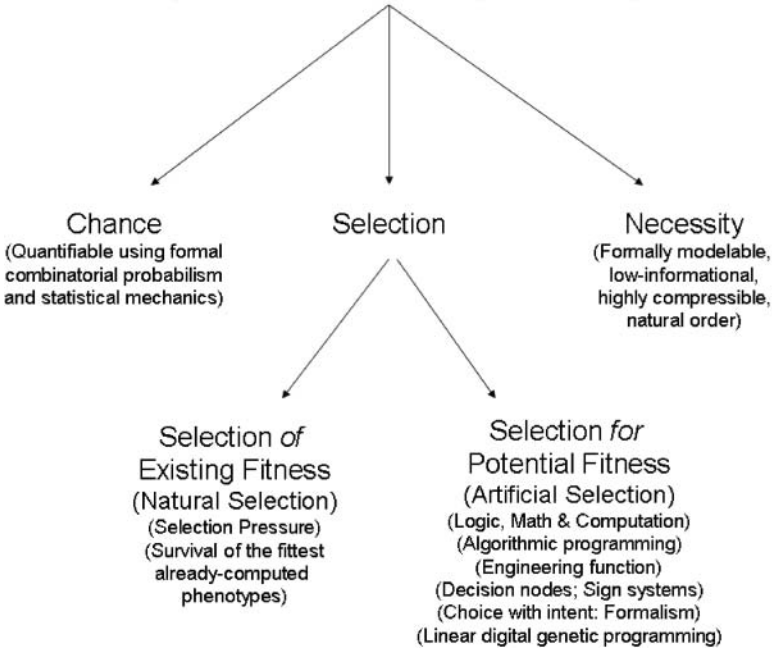 Chance
(Quantifiable using formal
combinatorial probabilism
and statistical mechanics)
Selection
Necessity
(Formally modelable,
low-informational,
highly compressible,
natural order)
Selection of
Existing Fitness
(Natural Selection)
(Selection Pressure)
(Survival of the fittest
already-computed
phenotypes)
Selection for
Potential Fitness
(Artificial Selection)
(Logic, Math & Computation)
(Algorithmic programming)
(Engineering function)
(Decision nodes; Sign systems)
(Choice with intent: Formalism)
(Linear digital genetic programming)